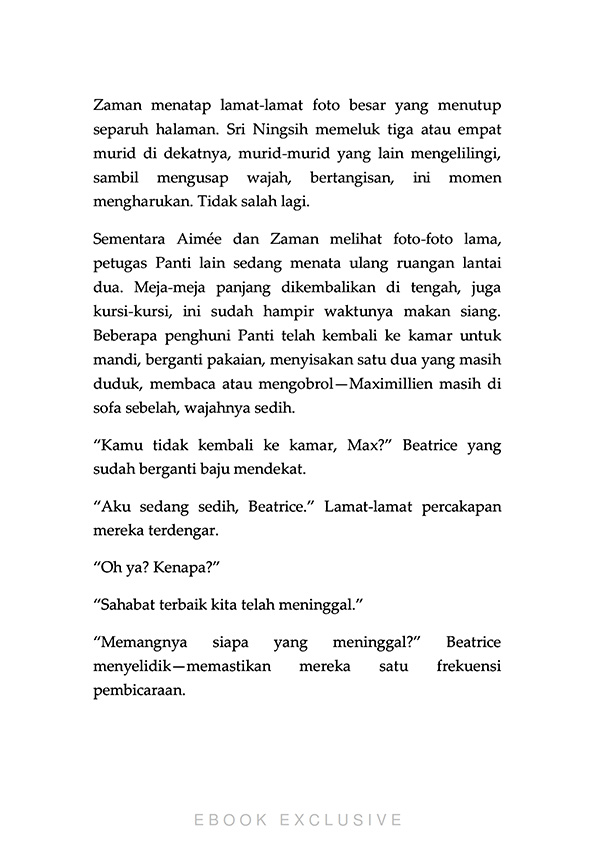 Zaman menatap lamat-lamat foto besar yang menutup
separuh halaman. Sri Ningsih memeluk tiga atau empat
murid di dekatnya, murid-murid yang lain mengelilingi,
sambil mengusap wajah, bertangisan, ini momen
mengharukan. Tidak salah lagi.
Sementara Aimée dan Zaman melihat foto-foto lama,
petugas Panti lain sedang menata ulang ruangan lantai
dua. Meja-meja panjang dikembalikan di tengah, juga
kursi-kursi, ini sudah hampir waktunya makan siang.
Beberapa penghuni Panti telah kembali ke kamar untuk
mandi, berganti pakaian, menyisakan satu dua yang masih
duduk, membaca atau mengobrol—Maximillien masih di
sofa sebelah, wajahnya sedih.
“Kamu tidak kembali ke kamar, Max?” Beatrice yang
sudah berganti baju mendekat.
“Aku sedang sedih, Beatrice.” Lamat-lamat percakapan
mereka terdengar.
“Oh ya? Kenapa?”
“Sahabat terbaik kita telah meninggal.”
“Memangnya siapa yang meninggal?” Beatrice
menyelidik—memastikan mereka satu frekuensi
pembicaraan.
EBOOK EXCLUSIVE